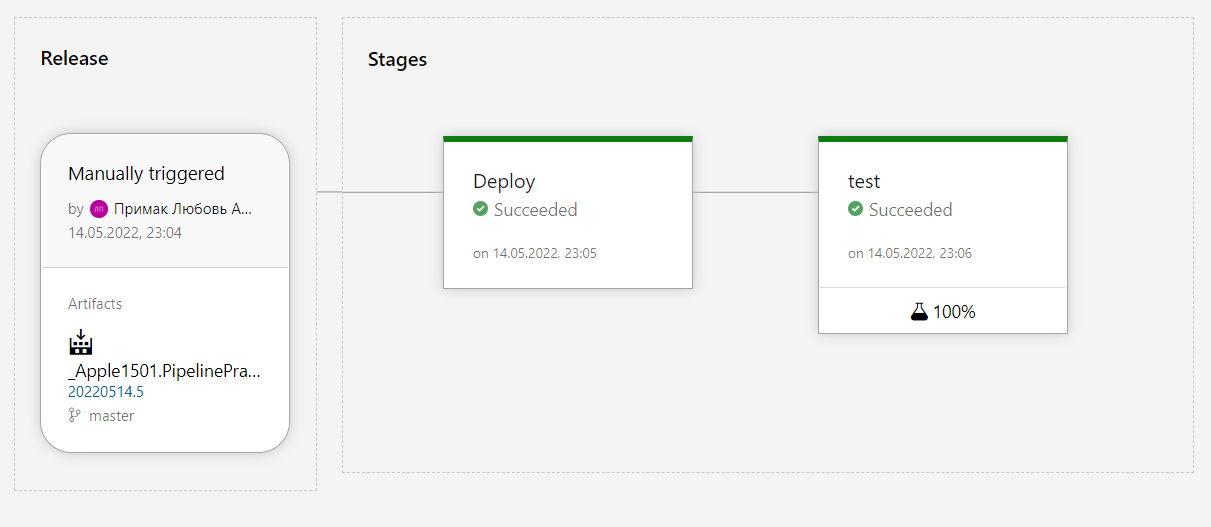 Release
Manually triggered
by ЛП Примак Любовь А...
14.05.2022, 23:04
Artifacts
_Apple1501.PipelinePra...
20220514.5
master
Stages
Deploy
Succeeded
on 14.05.2022, 23:05
test
Succeeded
on 14.05.2022, 23:06
100%